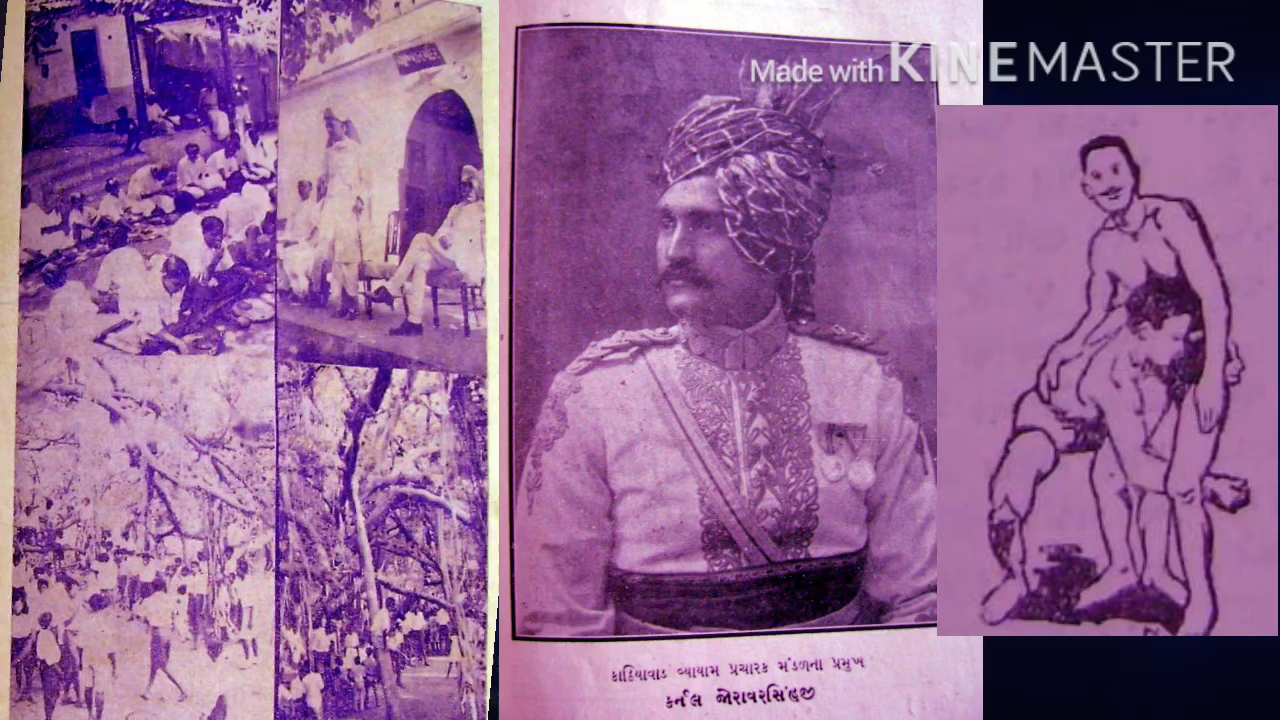 Made with KINEMASTER
કાઠિયાવાડ વ્યાયામ પ્રચારક મંડળના પ્રમુખ
કર્નલ જોરાવરસિંહજી